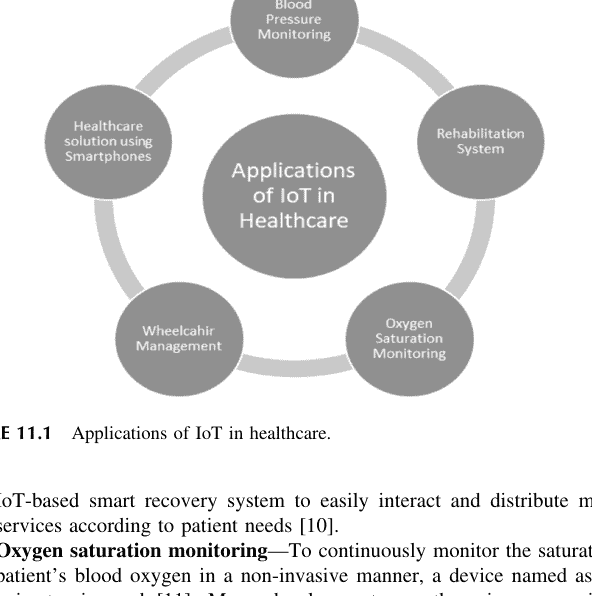 Blood
Pressure
Monitoring
Healthcare
solution using
Smartphones
Rehabilitation
System
Applications
of IoT in
Healthcare
Wheelcahir
Management
Oxygen
Saturation
Monitoring
E 11.1 Applications of IoT in healthcare.
IoT-based smart recovery system to easily interact and distribute m
services according to patient needs [10].
Oxygen saturation monitoring—To continuously monitor the saturat
patient's blood oxygen in a non-invasive manner, a device named as